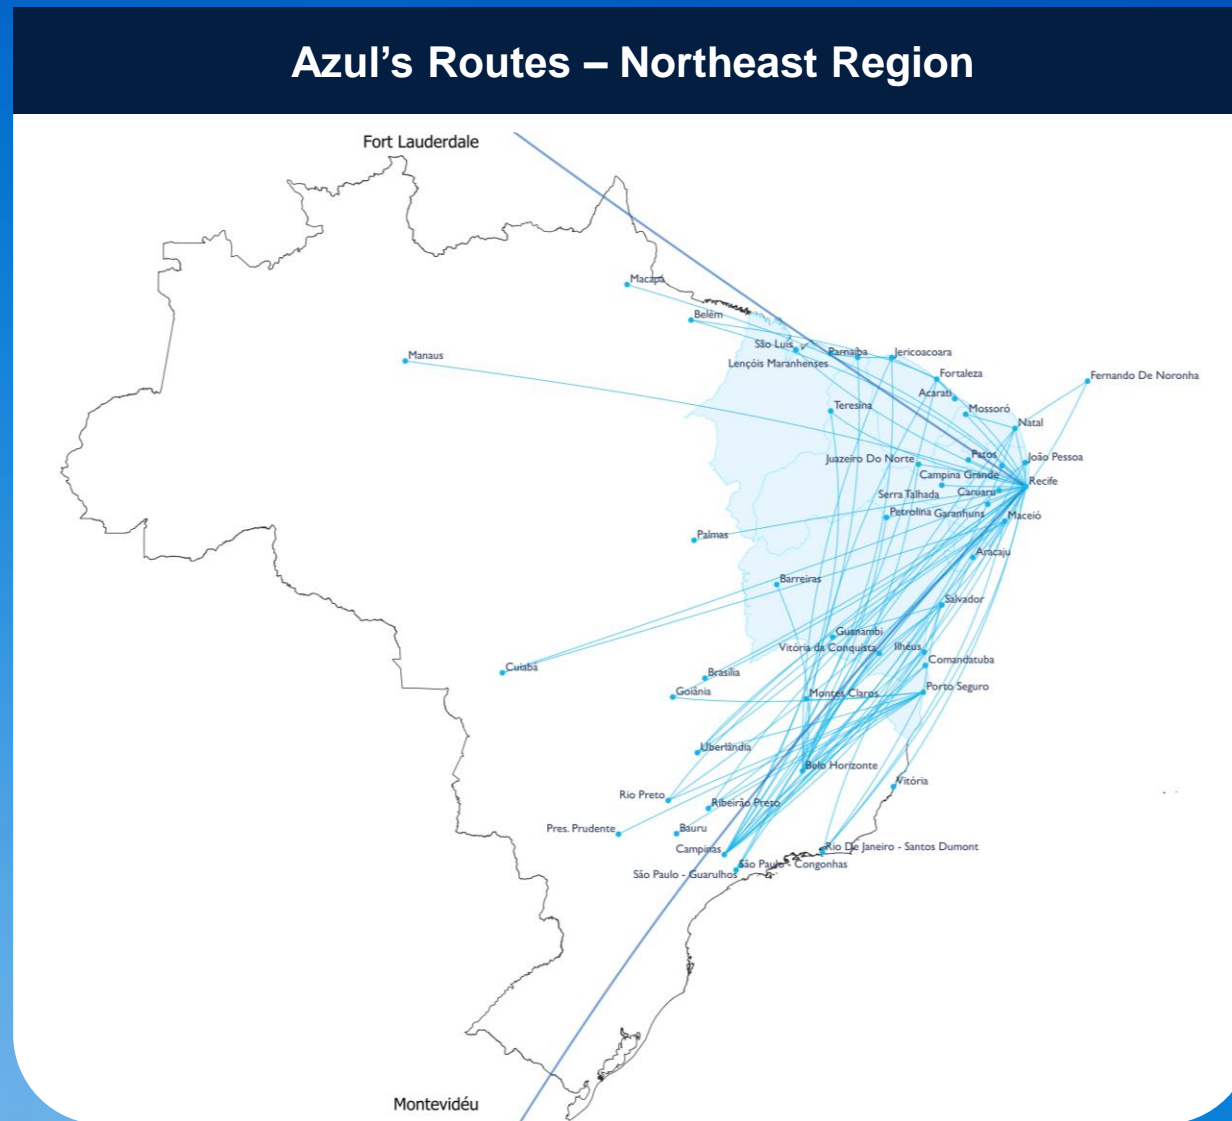 Azul's Routes – Northeast Region
Fort Lauderdale
Macapá
Belém
Manaus
São Luís
Parnaíba
Jericoacoara
Lençóis Maranhenses
Fortaleza
Fernando De Noronha
Acarati
Teresina
Mossoró
Natal
Juazeiro Do Norte
Patos
João Pessoa
Campina Grande
Recife
Serra Talhada
Caruaru
Petrolina
Garanhuns
Maceió
Palmas
Aracaju
Barreiras
Salvador
Guanambi
Vitória da Conquista
Ilhéus
Comandatuba
Cuiabá
Brasília
Goiânia
Montes Claros
Porto Seguro
Uberlândia
Belo Horizonte
Vitória
Rio Preto
Ribeirão Preto
Pres. Prudente
Bauru
Campinas
Rio De Janeiro - Santos Dumont
São Paulo - Congonhas
São Paulo - Guarulhos
Montevidéu